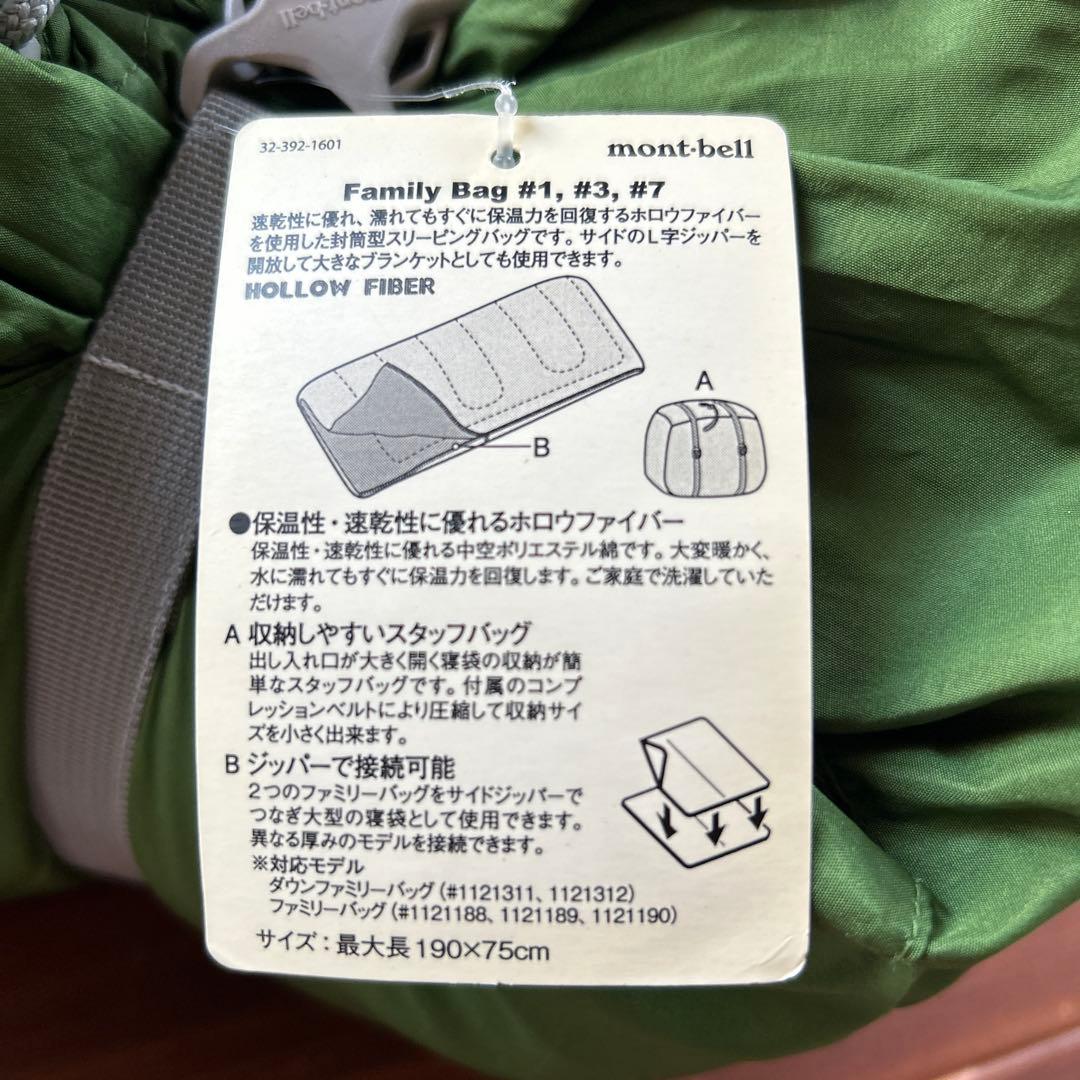 mont-bell
32-392-1601
mont-bell
Family Bag #1, #3, #7
速乾性に優れ、濡れてもすぐに保温力を回復するホロウファイバー
を使用した封筒型スリーピングバッグです。サイドのL字ジッパーを
開放して大きなブランケットとしても使用できます。
HOLLOW FIBER
A
B
●保温性・速乾性に優れるホロウファイバー
保温性・速乾性に優れる中空ポリエステル綿です。大変暖かく、
水に濡れてもすぐに保温力を回復します。ご家庭で洗濯していた
だけます。
A 収納しやすいスタッフバッグ
出し入れ口が大きく開く寝袋の収納が簡
単なスタッフバッグです。付属のコンプ
レッションベルトにより圧縮して収納サイ
ズを小さく出来ます。
B ジッパーで接続可能
2つのファミリーバッグをサイドジッパーで
つなぎ大型の寝袋として使用できます。
異なる厚みのモデルを接続できます。
※対応モデル
ダウンファミリーバッグ（#1121311、1121312）
ファミリーバッグ（#1121188、1121189、1121190）
サイズ：最大長190×75cm